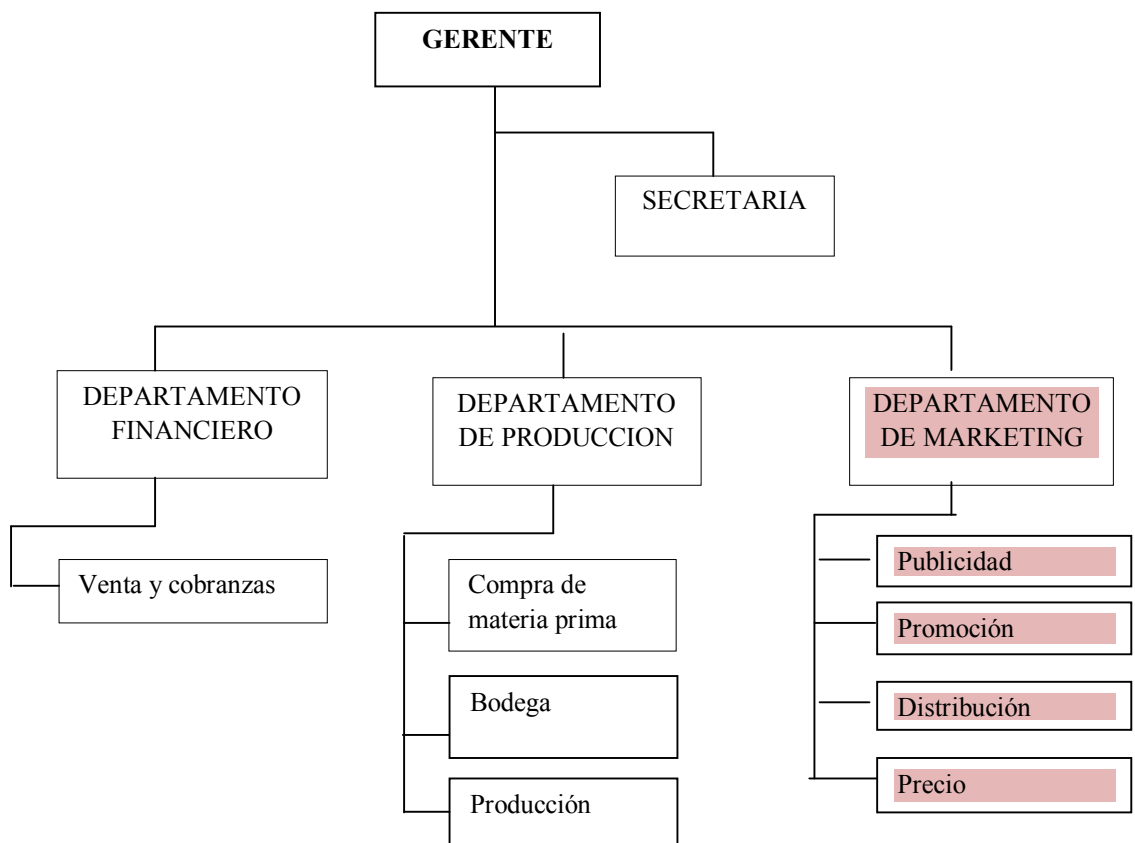 GERENTE
SECRETARIA
DEPARTAMENTO
FINANCIERO
DEPARTAMENTO
DE PRODUCCION
DEPARTAMENTO
DE MARKETING
Venta y cobranzas
Compra de
materia prima
Bodega
Producción
Publicidad
Promoción
Distribución
Precio